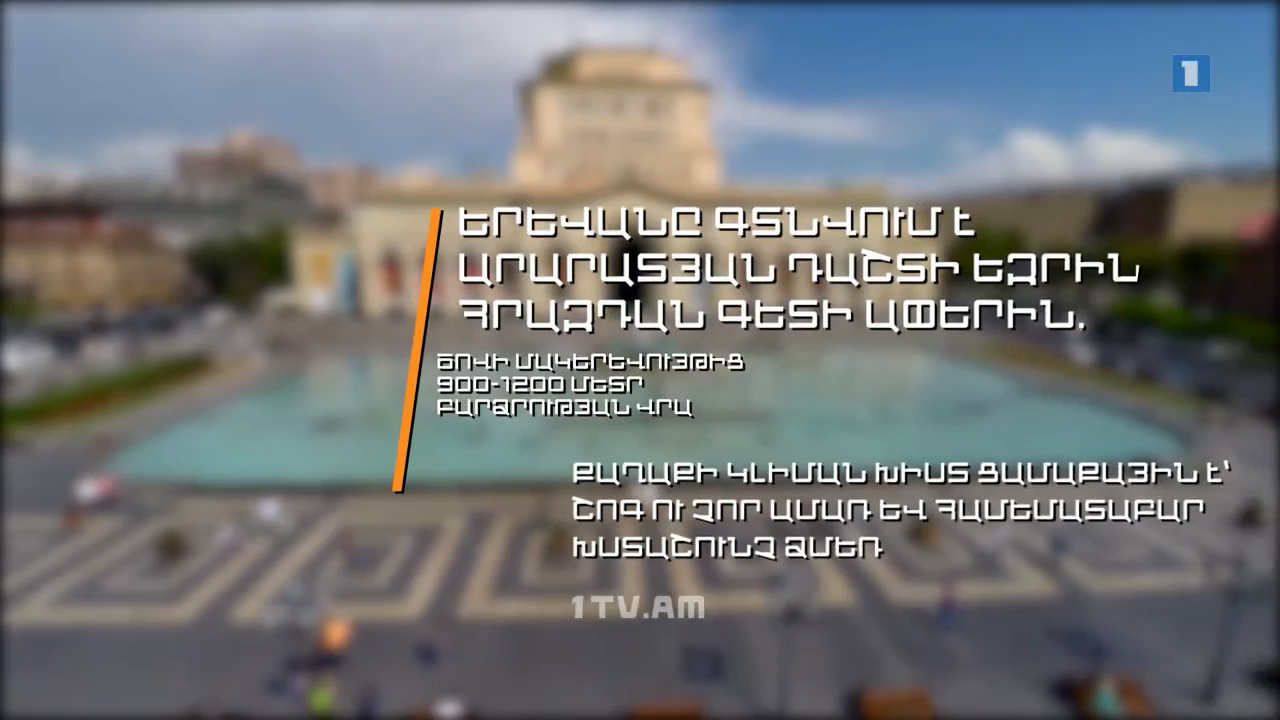 1
ԵՐԵՎԱՆԸ ԳՏՆՎՈՒՄ Է
ԱՐԱՐԱՏՅԱՆ ԴԱՇՏԻ ԵԶՐԻՆ
ՀՐԱԶԴԱՆ ԳԵՏԻ ԱՓԵՐԻՆ.
ԾՈՎԻ ՄԱԿԵՐԵՎՈՒՅԹԻՑ
900-1200 ՄԵՏՐ
ԲԱՐՁՐՈՒԹՅԱՆ ՎՐԱ
ՔԱՂԱՔԻ ԿԼԻՄԱՆ ԽԻՍՏ ՑԱՄԱՔԱՅԻՆ Է՝
ՇՈԳ ՈՒ ՉՈՐ ԱՄԱՌ ԵՎ ՀԱՄԵՄԱՏԱԲԱՐ
ԽՍՏԱՇՈՒՆՉ ՁՄԵՌ
1TV.AM